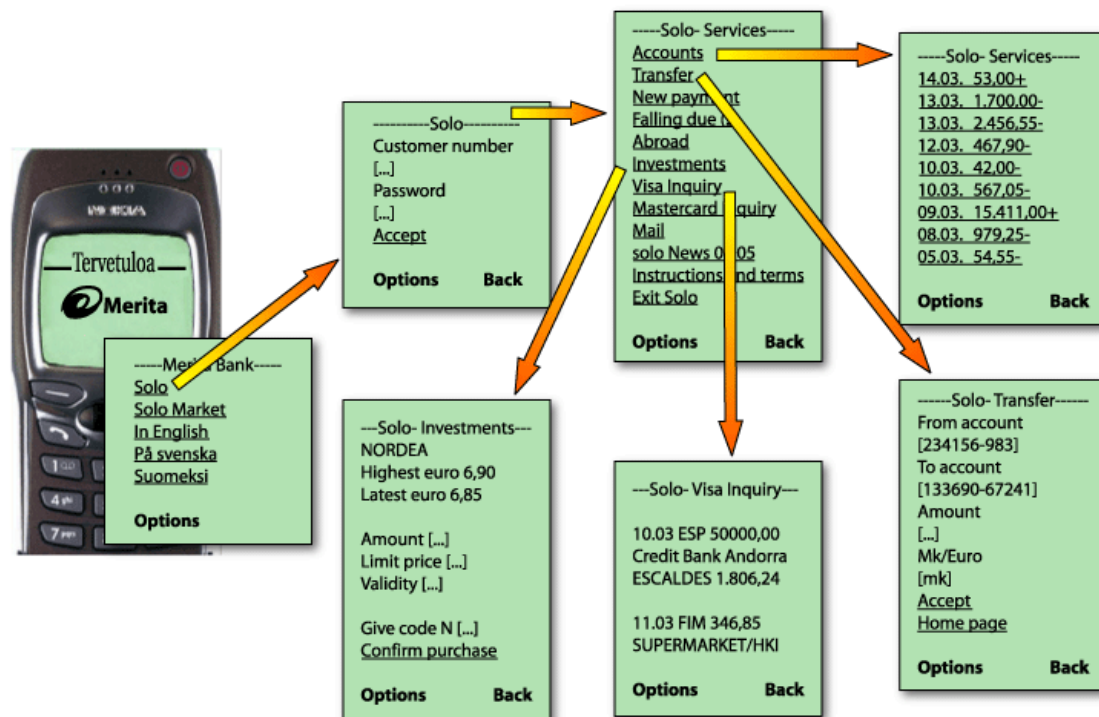 Tervetuloa
Merita
-----Merita Bank-----
Solo
Solo Market
In English
På svenska
Suomeksi
Options
----------Solo----------
Customer number
[...]
Password
[...]
Accept
Options Back
-----Solo- Services-----
Accounts
Transfer
New payment
Falling due
Abroad
Investments
Visa Inquiry
Mastercard Inquiry
Mail
solo News
Instructions and terms
Exit Solo
Options Back
-----Solo- Services-----
14.03. 53,00+
13.03. 1.700,00-
13.03. 2.456,55-
12.03. 467,90-
10.03. 42,00-
10.03. 567,05-
09.03. 15.411,00+
08.03. 979,25-
05.03. 54,55-
Options Back
---Solo- Investments---
NORDEA
Highest euro 6,90
Latest euro 6,85
Amount [...]
Limit price [...]
Validity [...]
Give code N [...]
Confirm purchase
Options Back
---Solo- Visa Inquiry---
10.03 ESP 50000,00
Credit Bank Andorra
ESCALDES 1.806,24
11.03 FIM 346,85
SUPERMARKET/HKI
Options Back
------Solo- Transfer------
From account
[234156-983]
To account
[133690-67241]
Amount
[...]
Mk/Euro
[mk]
Accept
Home page
Options Back